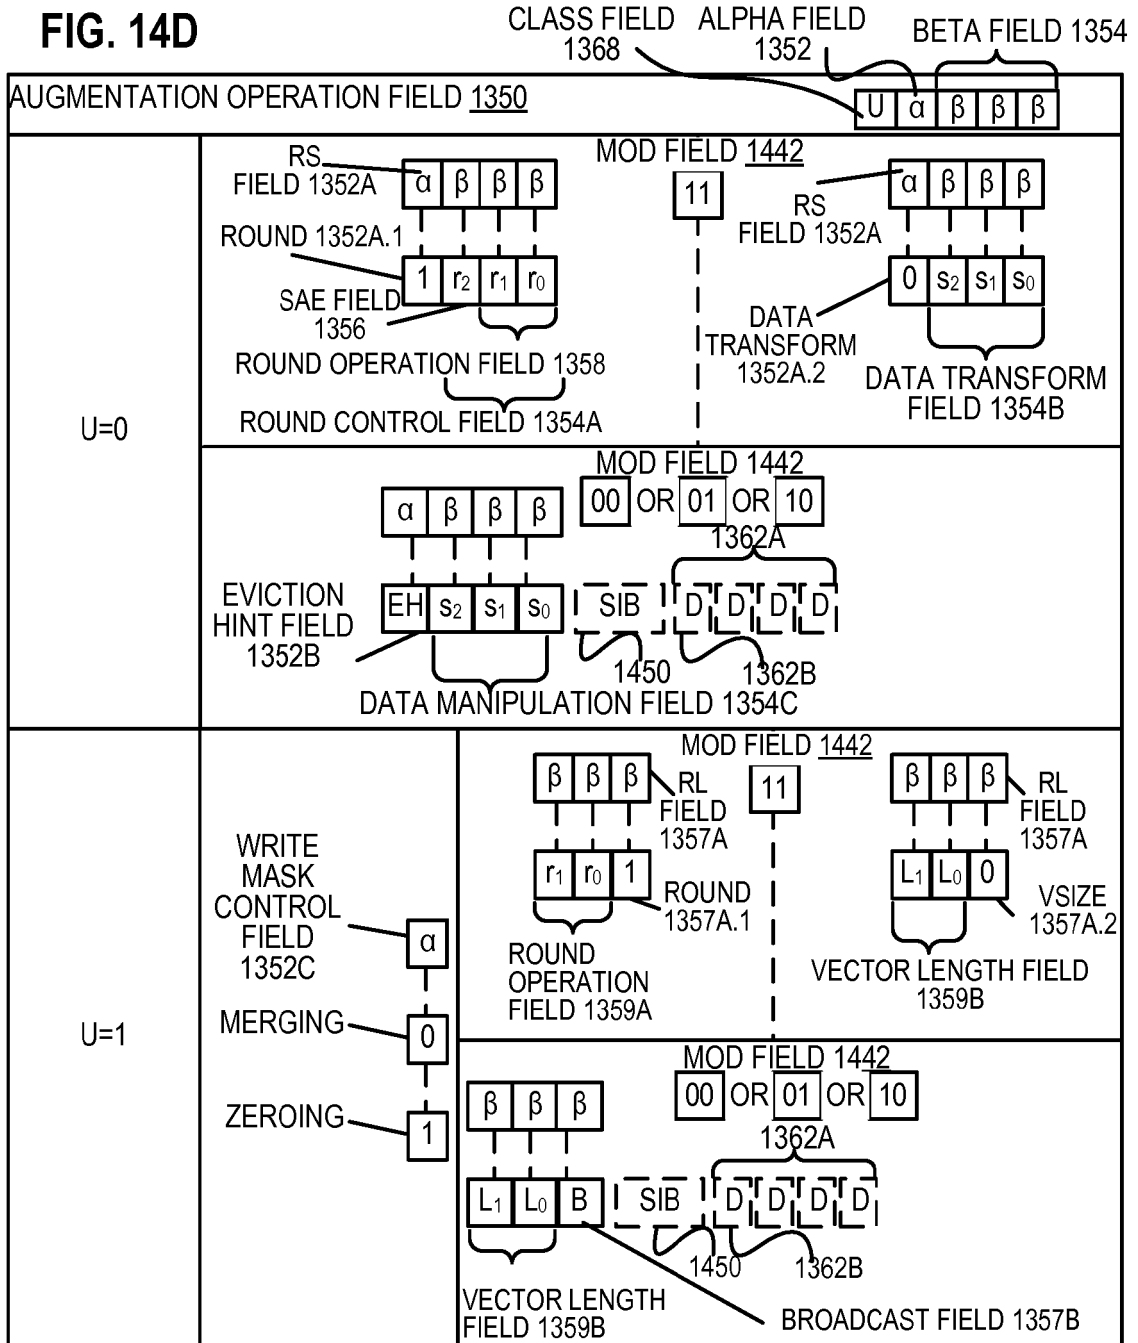 FIG. 14D
CLASS FIELD 1368
ALPHA FIELD 1352
BETA FIELD 1354
AUGMENTATION OPERATION FIELD 1350
U α β β β
U=0
MOD FIELD 1442
11
RS FIELD 1352A
α β β β
ROUND 1352A.1
1 r2 r1 r0
SAE FIELD 1356
ROUND OPERATION FIELD 1358
ROUND CONTROL FIELD 1354A
RS FIELD 1352A
α β β β
0 s2 s1 s0
DATA TRANSFORM 1352A.2
DATA TRANSFORM FIELD 1354B
MOD FIELD 1442
00 OR 01 OR 10
α β β β
1362A
EVICTION HINT FIELD 1352B
EH s2 s1 s0 SIB D D D D
1450
1362B
DATA MANIPULATION FIELD 1354C
U=1
WRITE MASK CONTROL FIELD 1352C
α
MERGING
0
ZEROING
1
MOD FIELD 1442
11
β β β
RL FIELD 1357A
r1 r0 1
ROUND 1357A.1
ROUND OPERATION FIELD 1359A
β β β
RL FIELD 1357A
L1 L0 0
VSIZE 1357A.2
VECTOR LENGTH FIELD 1359B
MOD FIELD 1442
00 OR 01 OR 10
β β β
1362A
L1 L0 B SIB D D D D
1450
1362B
VECTOR LENGTH FIELD 1359B
BROADCAST FIELD 1357B